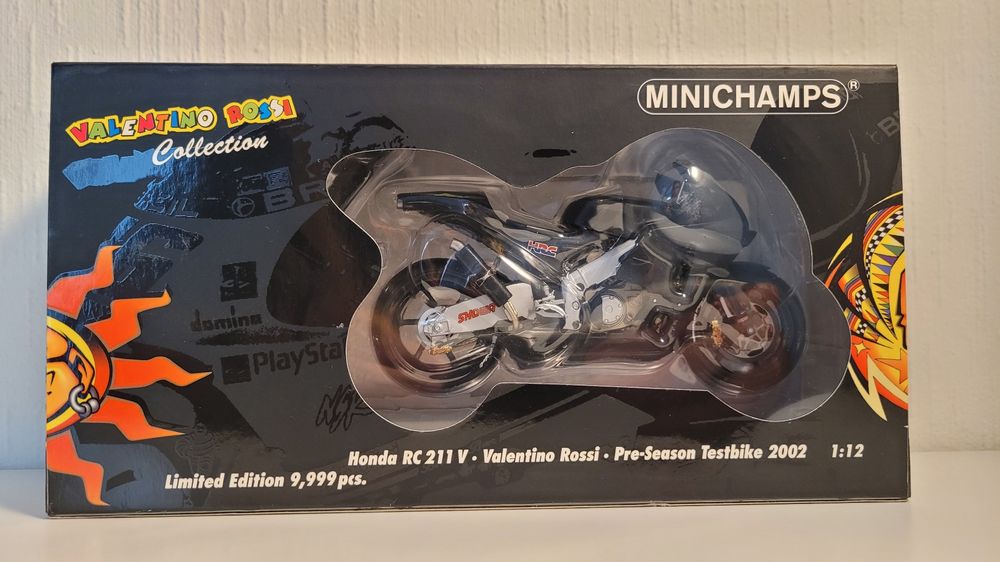 VALENTINO ROSSI
Collection
MINICHAMPS®
BR
domino
PlaySta
HRC
SHOWA
Honda RC 211 V · Valentino Rossi · Pre-Season Testbike 2002 1:12
Limited Edition 9,999 pcs.